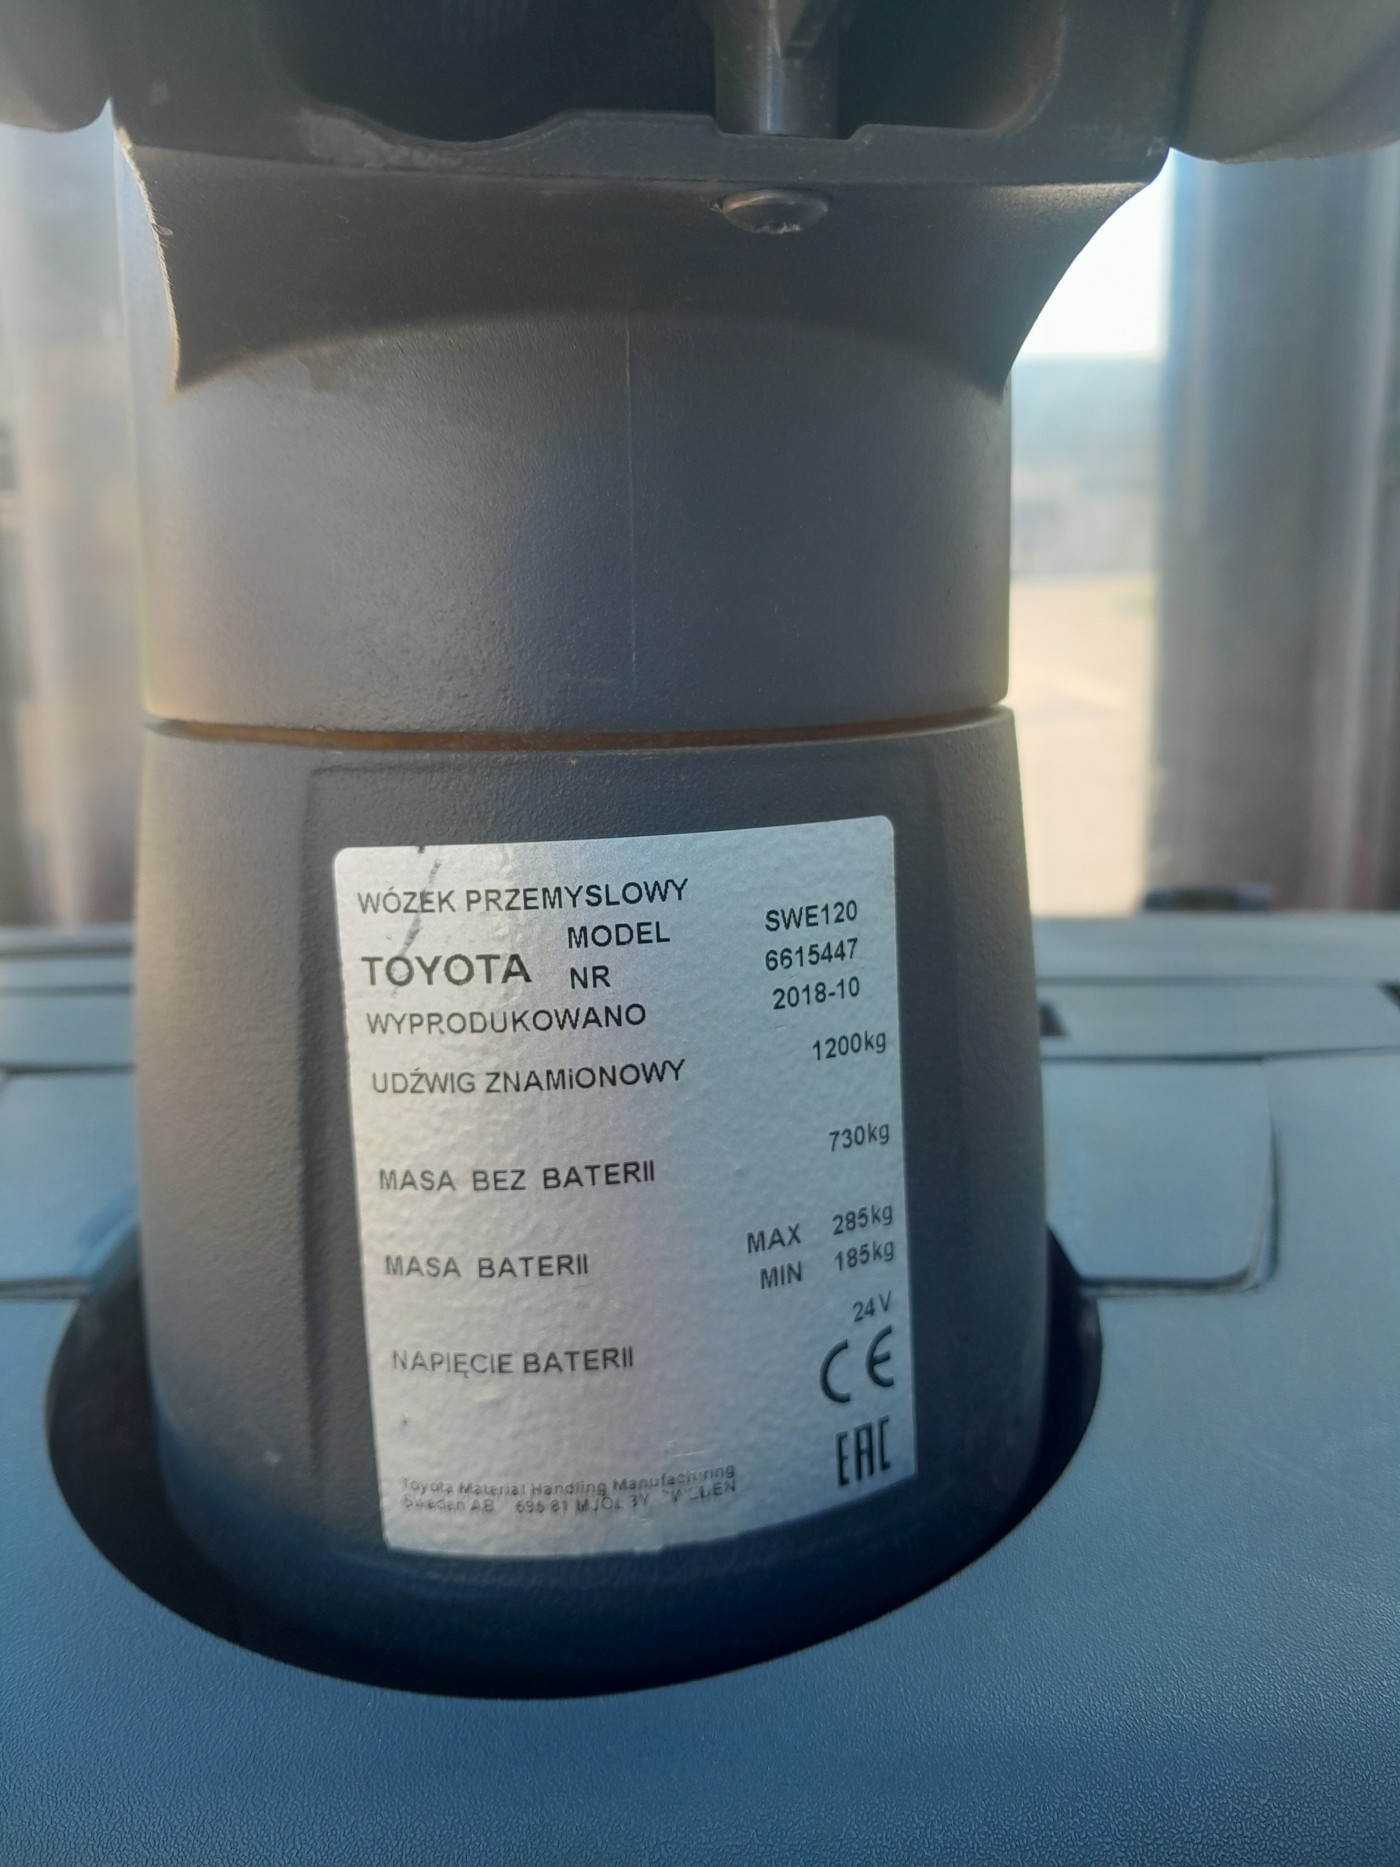 WÓZEK PRZEMYSLOWY
MODEL SWE120
TOYOTA NR 6615447
WYPRODUKOWANO 2018-10
UDŹWIG ZNAMiONOWY 1200kg
MASA BEZ BATERII 730kg
MASA BATERII MAX 285kg
MIN 185kg
NAPIĘCIE BATERII 24V
CE
EAC
Toyota Material Handling Manufacturing
Sweden AB